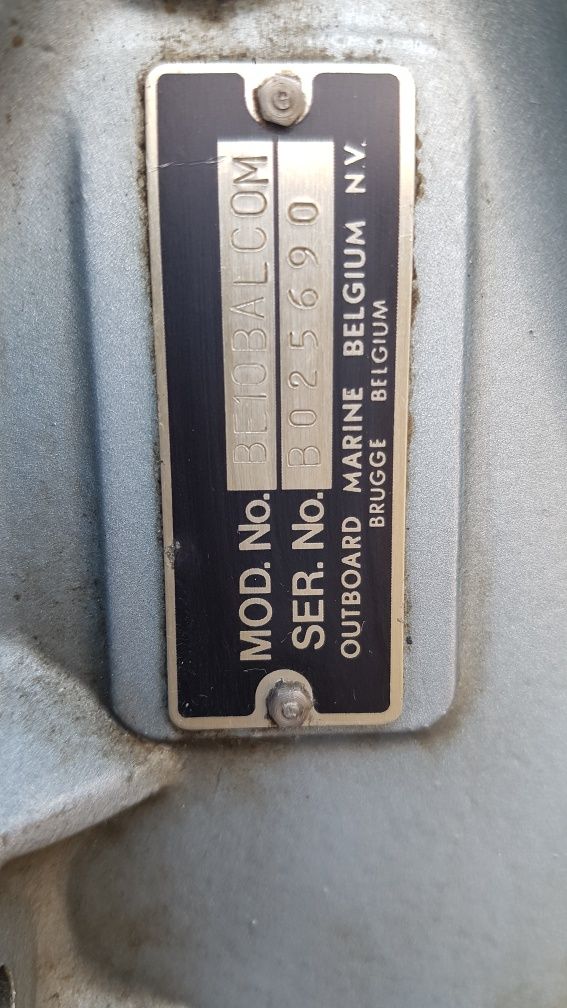 MOD. No. BE10BALCOM
SER. No. B025690
OUTBOARD MARINE BELGIUM N.V.
BRUGGE BELGIUM